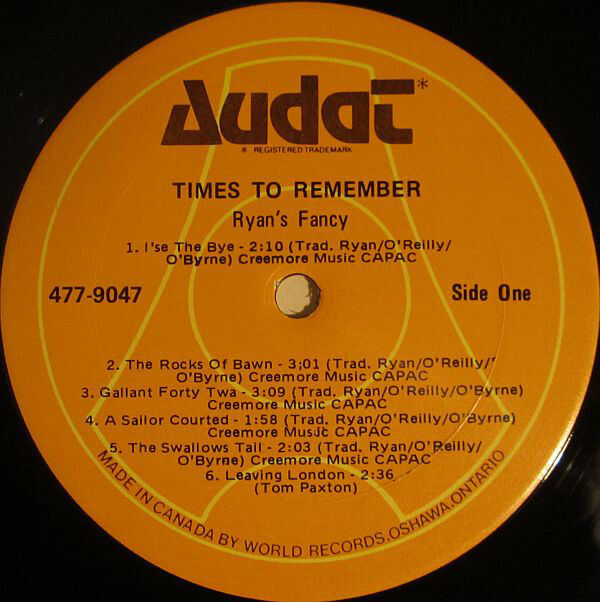 Audat*
* REGISTERED TRADEMARK
TIMES TO REMEMBER
Ryan's Fancy
1. I'se The Bye - 2:10 (Trad. Ryan/O'Reilly/
O'Byrne) Creemore Music CAPAC
477-9047
Side One
2. The Rocks Of Bawn - 3;01 (Trad. Ryan/O'Reilly/
O'Byrne) Creemore Music CAPAC
3. Gallant Forty Twa - 3:09 (Trad. Ryan/O'Reilly/O'Byrne)
Creemore Music CAPAC
4. A Sailor Courted - 1:58 (Trad. Ryan/O'Reilly/O'Byrne)
Creemore Music CAPAC
5. The Swallows Tail - 2:03 (Trad. Ryan/O'Reilly/
O'Byrne) Creemore Music CAPAC
6. Leaving London - 2:36
(Tom Paxton)
MADE IN CANADA BY WORLD RECORDS, OSHAWA, ONTARIO